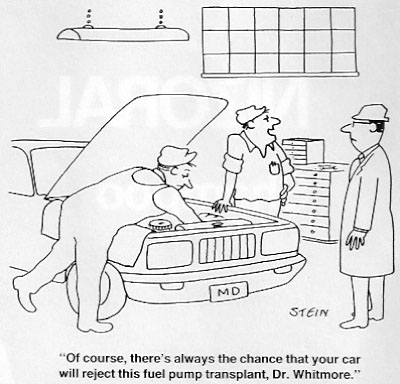 MD
STEIN
"Of course, there's always the chance that your car
will reject this fuel pump transplant, Dr. Whitmore."